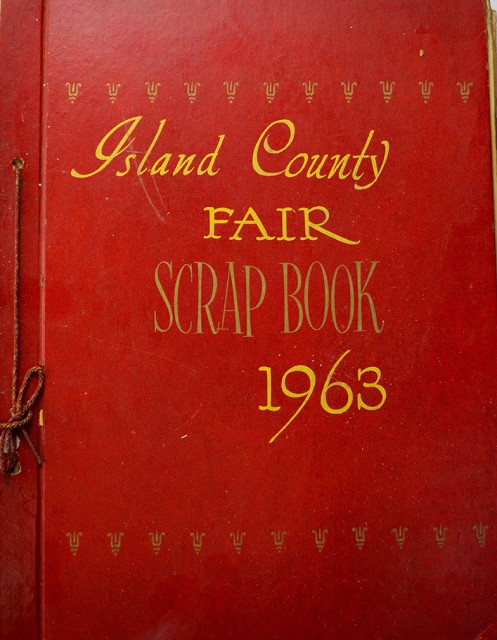 Island County
FAIR
SCRAP BOOK
1963